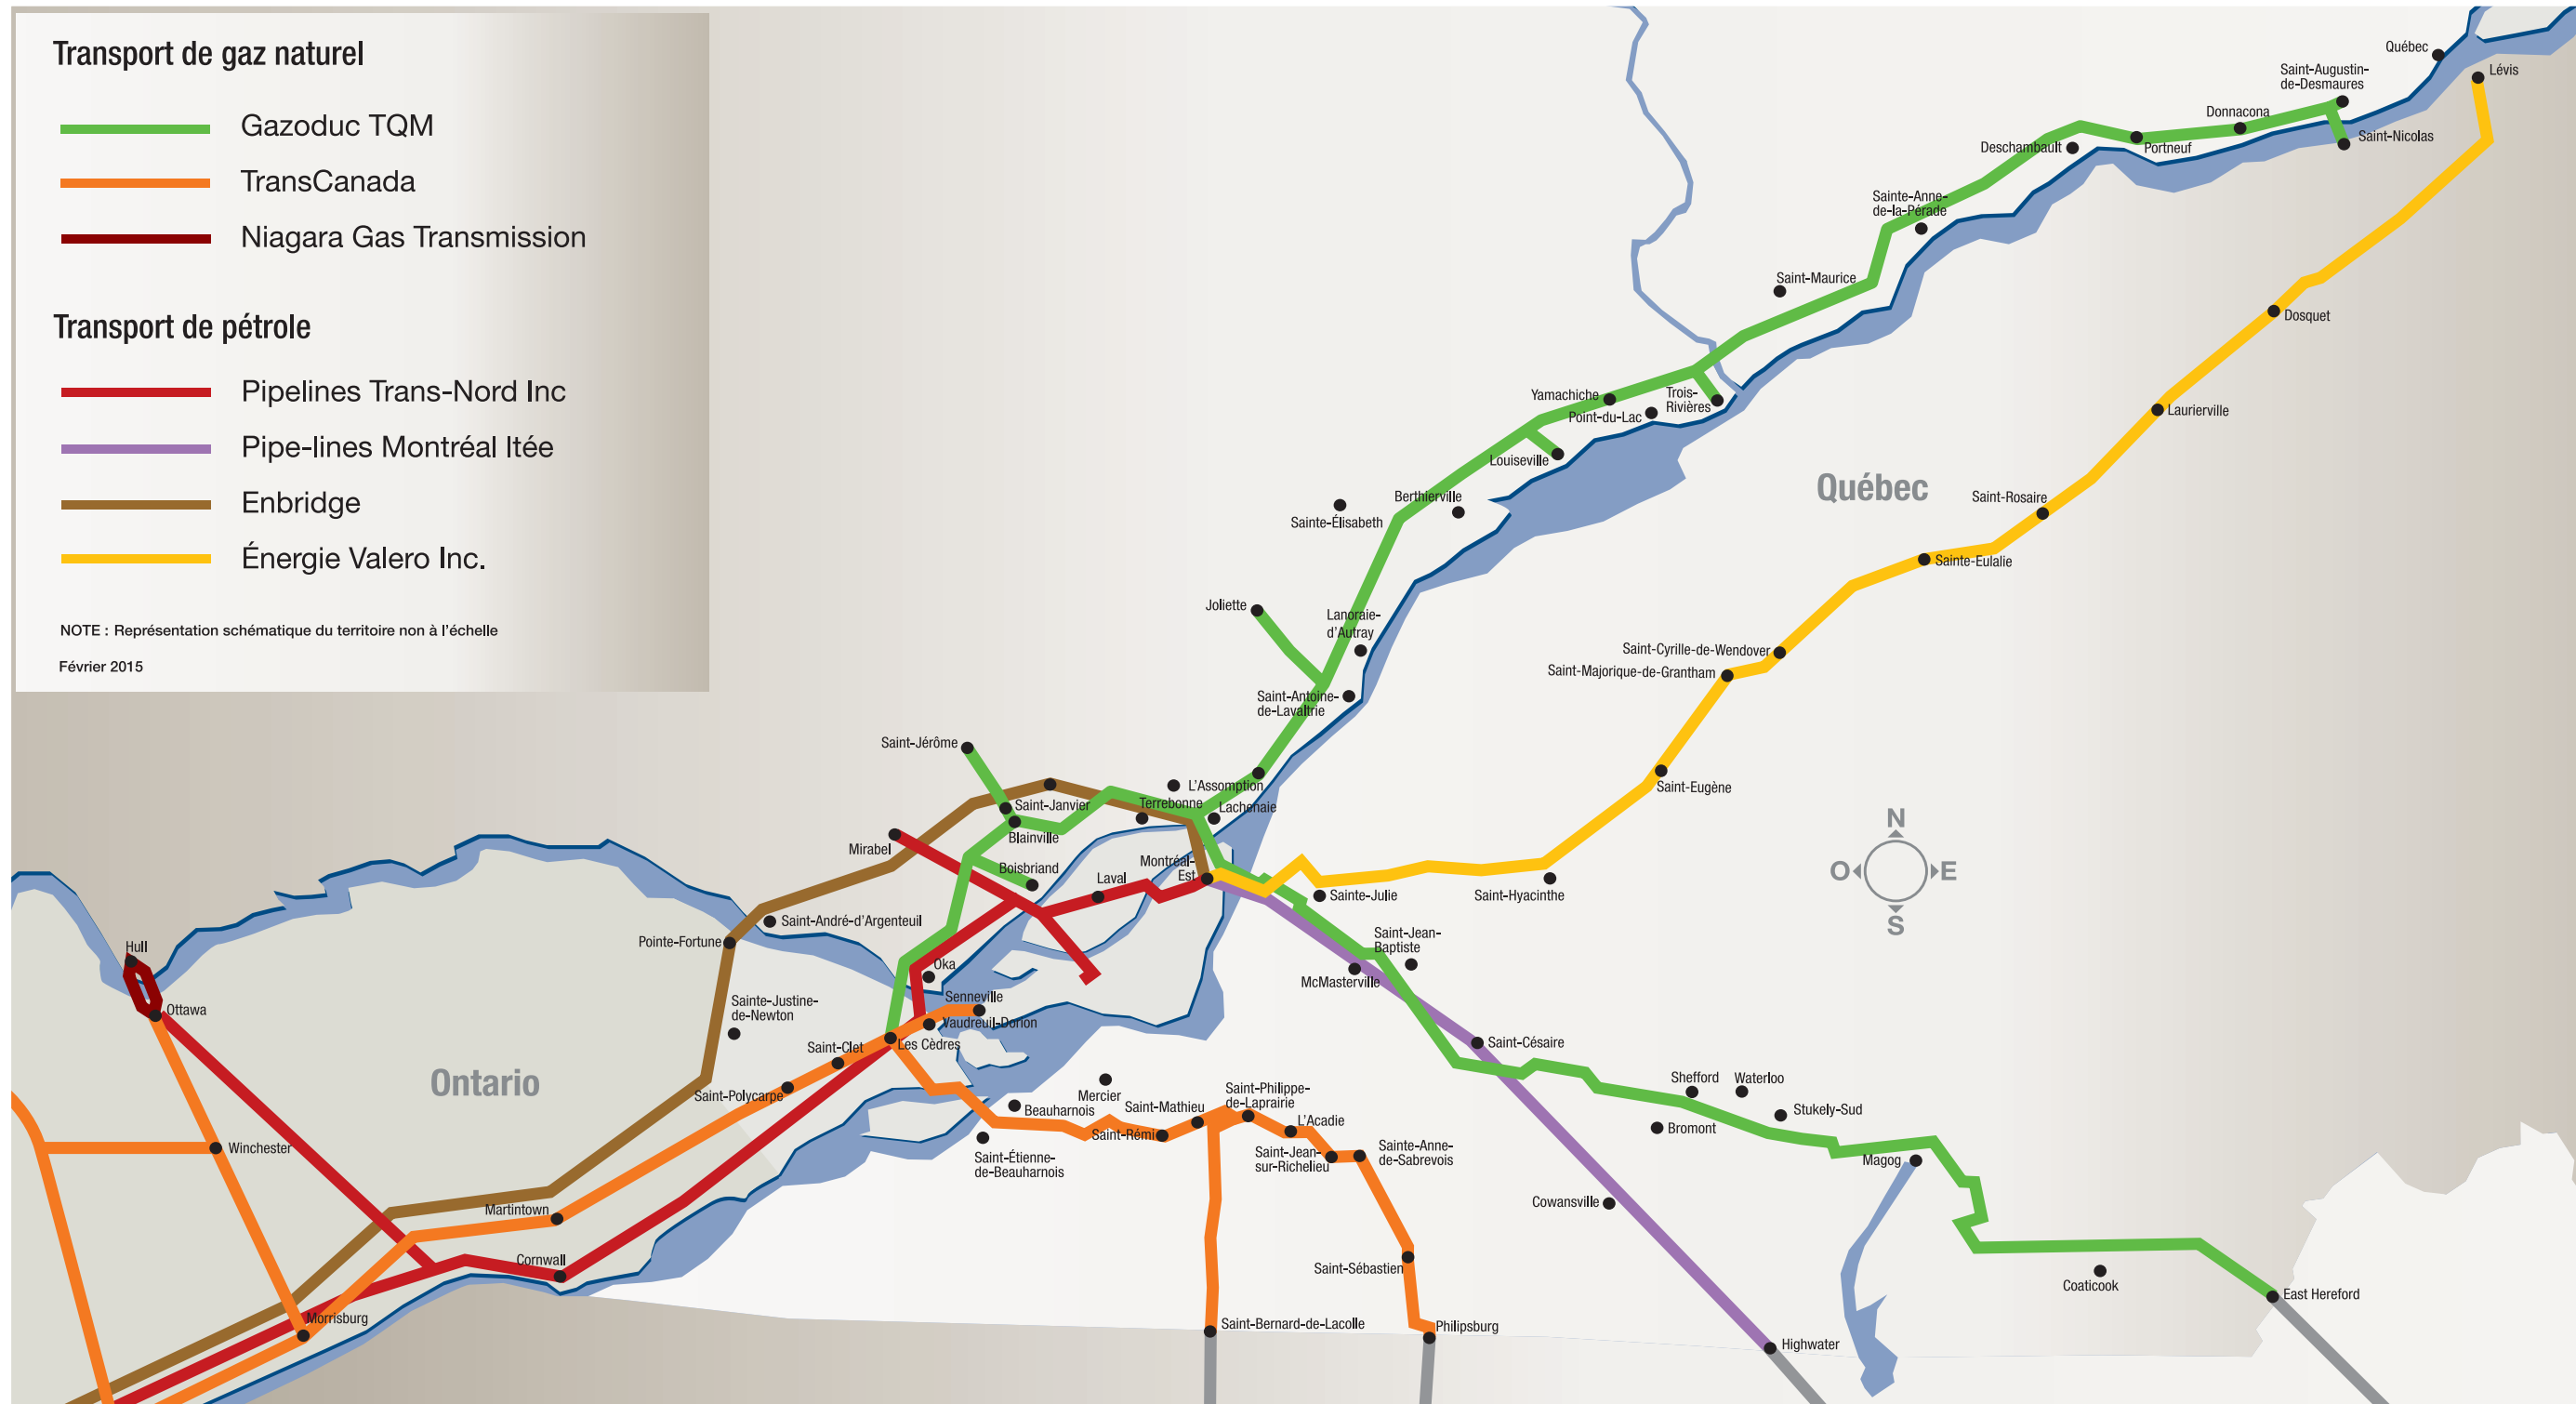 Transport de gaz naturel
Gazoduc TQM
TransCanada
Niagara Gas Transmission
Transport de pétrole
Pipelines Trans-Nord Inc
Pipe-lines Montréal ltée
Enbridge
Énergie Valero Inc.
NOTE : Représentation schématique du territoire non à l'échelle
Février 2015
Québec
Lévis
Saint-Augustin-
de-Desmaures
Donnacona
Saint-Nicolas
Deschambault
Portneuf
Sainte-Anne-
de-la-Pérade
Saint-Maurice
Dosquet
Yamachiche
Trois-
Rivières
Point-du-Lac
Laurierville
Louiseville
Québec
Berthierville
Saint-Rosaire
Sainte-Élisabeth
Sainte-Eulalie
Joliette
Lanoraie-
d'Autray
Saint-Cyrille-de-Wendover
Saint-Majorique-de-Grantham
Saint-Antoine-
de-Lavaltrie
Saint-Jérôme
L'Assomption
Saint-Eugène
Saint-Janvier
Terrebonne
Lachenaie
Blainville
Mirabel
N
O
E
S
Boisbriand
Montréal-
Est
Laval
Sainte-Julie
Saint-Hyacinthe
Saint-André-d'Argenteuil
Pointe-Fortune
Saint-Jean-
Baptiste
Hull
Oka
McMasterville
Sainte-Justine-
de-Newton
Senneville
Ottawa
Vaudreuil-Dorion
Saint-Clet
Les Cèdres
Saint-Césaire
Ontario
Saint-Polycarpe
Mercier
Beauharnois
Saint-Philippe-
de-Laprairie
Saint-Mathieu
Shefford
Waterloo
Stukely-Sud
L'Acadie
Saint-Rémi
Bromont
Winchester
Saint-Étienne-
de-Beauharnois
Saint-Jean-
sur-Richelieu
Sainte-Anne-
de-Sabrevois
Magog
Martintown
Cowansville
Cornwall
Saint-Sébastien
Coaticook
East Hereford
Morrisburg
Saint-Bernard-de-Lacolle
Philipsburg
Highwater